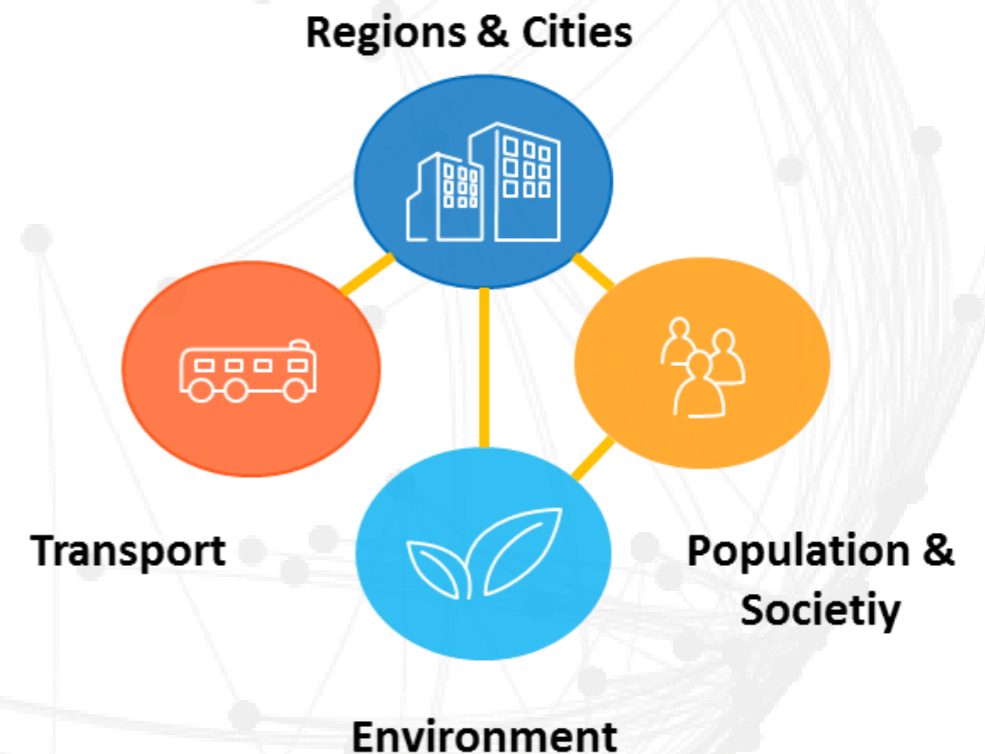 Regions & Cities
Transport
Population &
Societiy
Environment